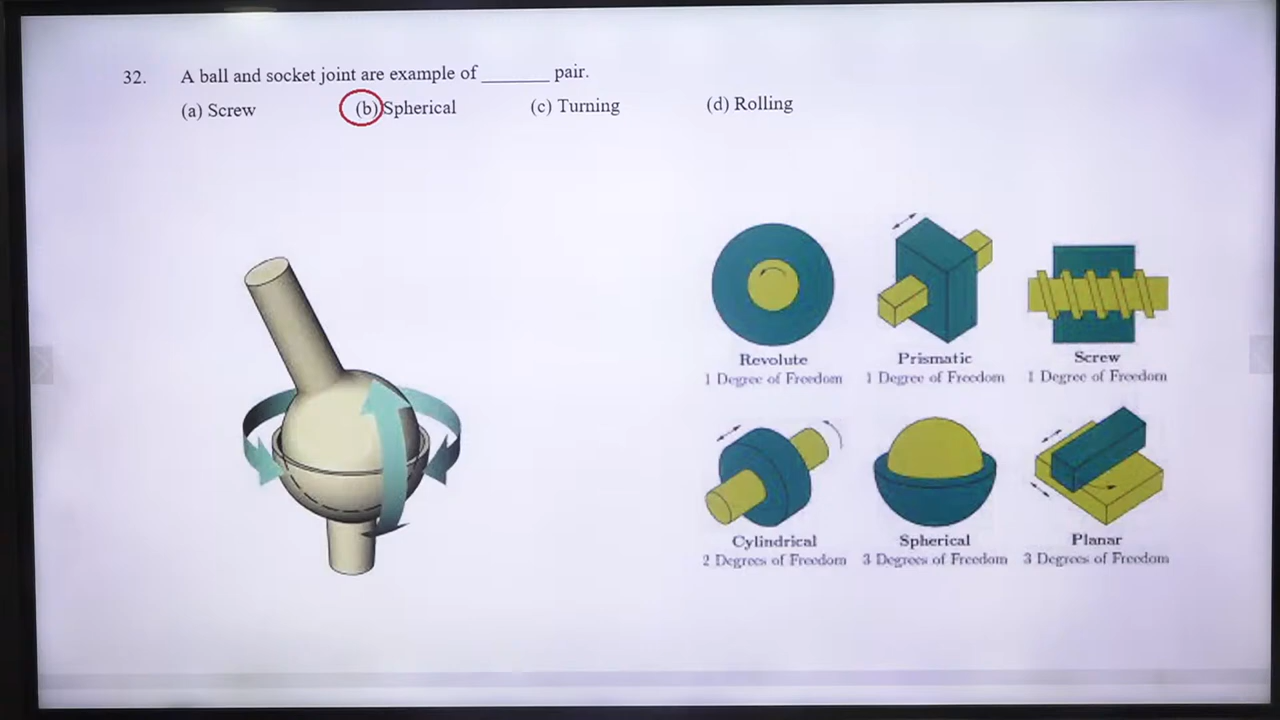 32. A ball and socket joint are example of _______ pair.
(a) Screw (b) Spherical (c) Turning (d) Rolling
Revolute Prismatic Screw
1 Degree of Freedom 1 Degree of Freedom 1 Degree of Freedom
Cylindrical Spherical Planar
2 Degrees of Freedom 3 Degrees of Freedom 3 Degrees of Freedom